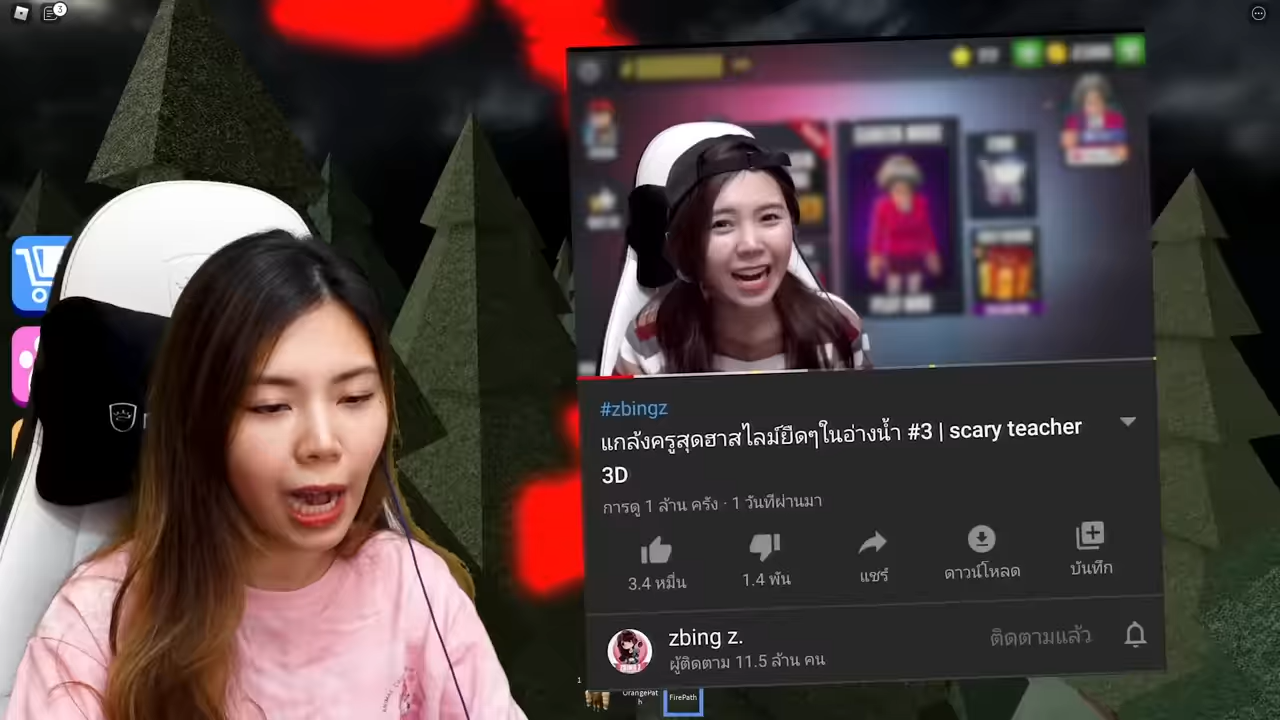 3
#zbingz
แกล้งครูสุดฮาสไลม์ยืดๆในอ่างน้ำ #3 | scary teacher
3D
การดู 1 ล้าน ครั้ง · 1 วันที่ผ่านมา
3.4 หมื่น
1.4 พัน
แชร์
ดาวน์โหลด
บันทึก
zbing z.
ติดตามแล้ว
ผู้ติดตาม 11.5 ล้าน คน
1
OrangePat
h
FirePath